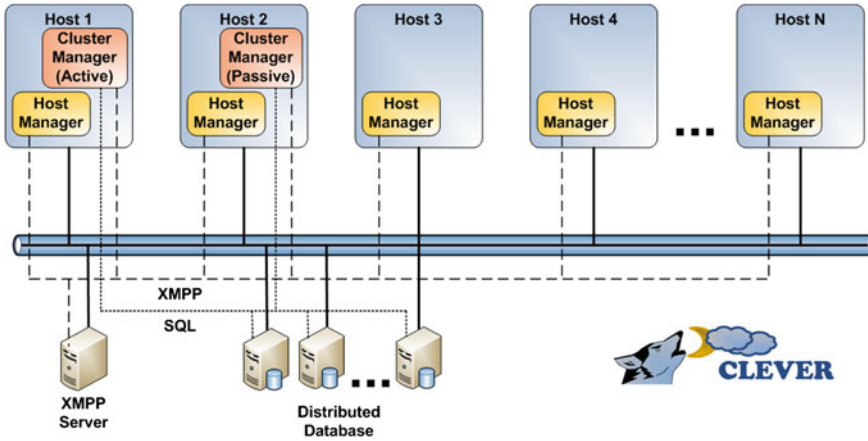 Host 1
Host 2
Host 3
Host 4
Host N
Cluster
Manager
(Active)
Cluster
Manager
(Passive)
Host
Manager
Host
Manager
Host
Manager
Host
Manager
Host
Manager
XMPP
SQL
XMPP
Server
Distributed
Database
CLEVER